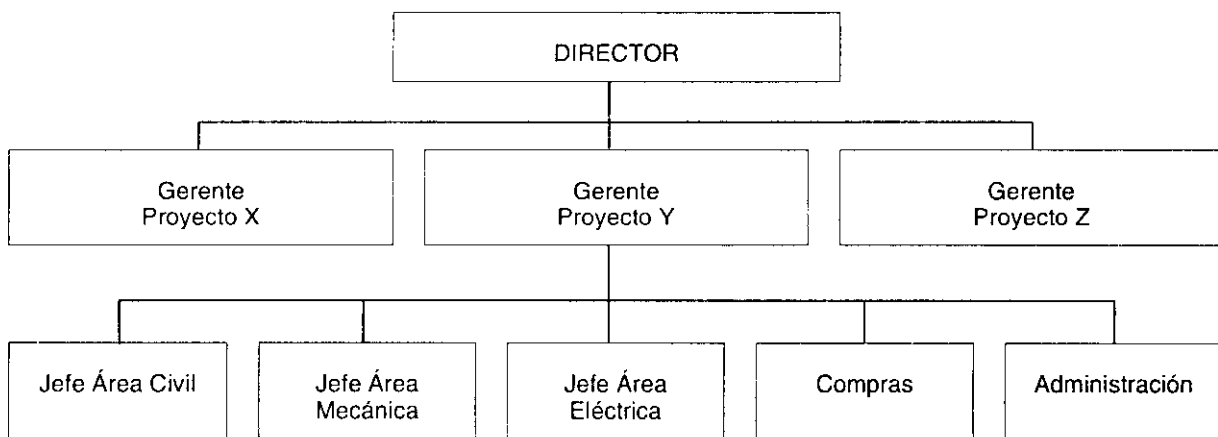 DIRECTOR
Gerente
Proyecto X
Gerente
Proyecto Y
Gerente
Proyecto Z
Jefe Área Civil
Jefe Área
Mecánica
Jefe Área
Eléctrica
Compras
Administración